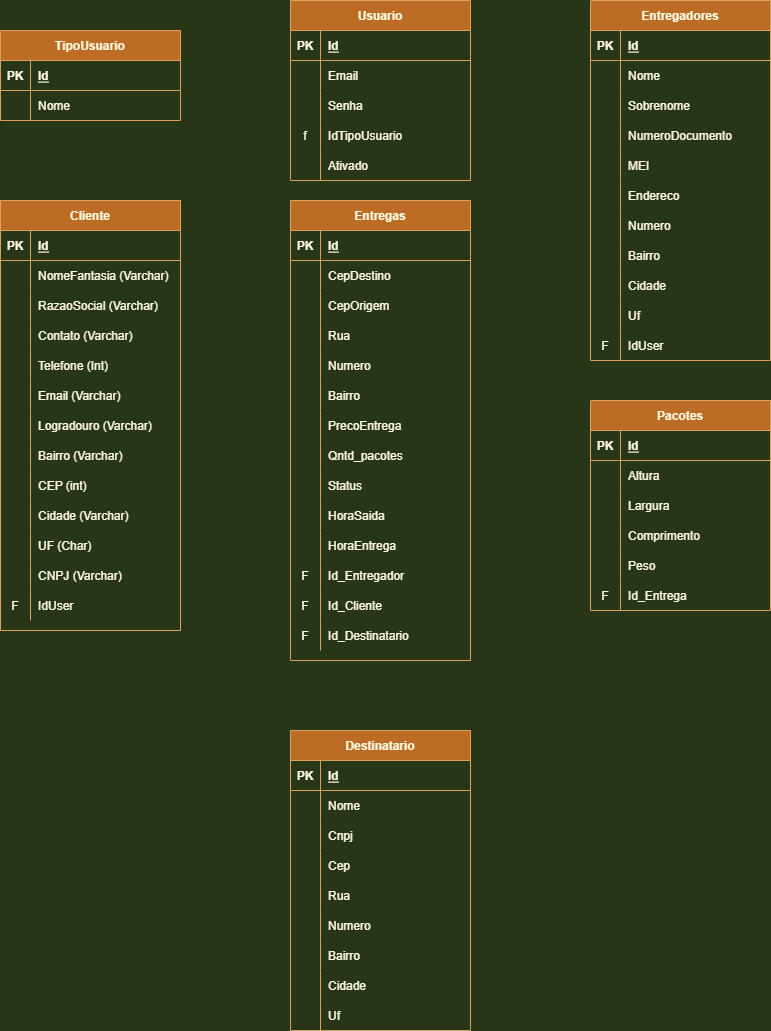 TipoUsuario
PK Id
Nome
Usuario
PK Id
Email
Senha
f IdTipoUsuario
Ativado
Entregadores
PK Id
Nome
Sobrenome
NumeroDocumento
MEI
Endereco
Numero
Bairro
Cidade
Uf
F IdUser
Cliente
PK Id
NomeFantasia (Varchar)
RazaoSocial (Varchar)
Contato (Varchar)
Telefone (Int)
Email (Varchar)
Logradouro (Varchar)
Bairro (Varchar)
CEP (int)
Cidade (Varchar)
UF (Char)
CNPJ (Varchar)
F IdUser
Entregas
PK Id
CepDestino
CepOrigem
Rua
Numero
Bairro
PrecoEntrega
Qntd_pacotes
Status
HoraSaida
HoraEntrega
F Id_Entregador
F Id_Cliente
F Id_Destinatario
Pacotes
PK Id
Altura
Largura
Comprimento
Peso
F Id_Entrega
Destinatario
PK Id
Nome
Cnpj
Cep
Rua
Numero
Bairro
Cidade
Uf